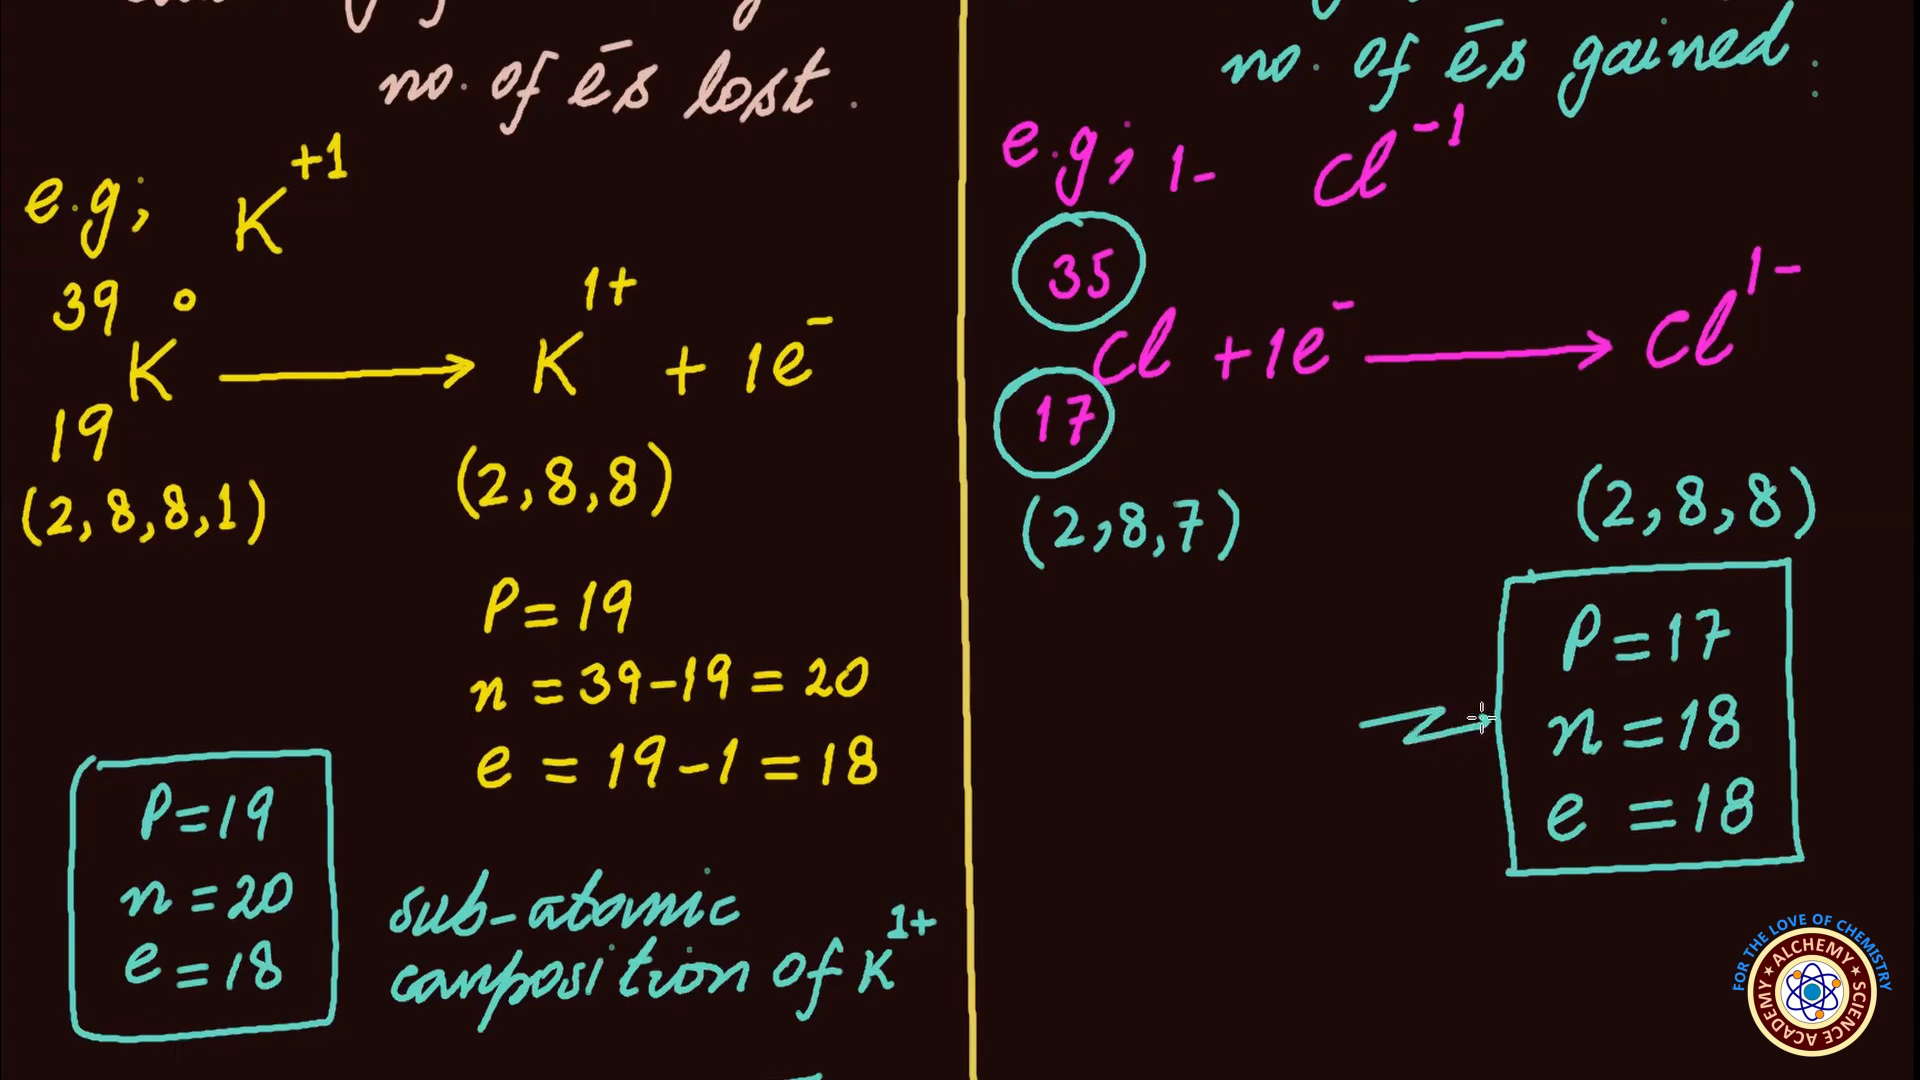 no. of ēs lost.
e.g; K+1
39 0
K → K1+ + 1e-
19
(2,8,8,1) (2,8,8)
P = 19
n = 39-19 = 20
e = 19-1 = 18
P=19
n=20
e=18
sub-atomic
composition of K1+
no. of ēs gained.
e.g; 1- Cl-1
35
Cl + 1e- → Cl1-
17
(2,8,7) (2,8,8)
P=17
n=18
e=18
FOR THE LOVE OF CHEMISTRY
ALCHEMY
SCIENCE ACADEMY